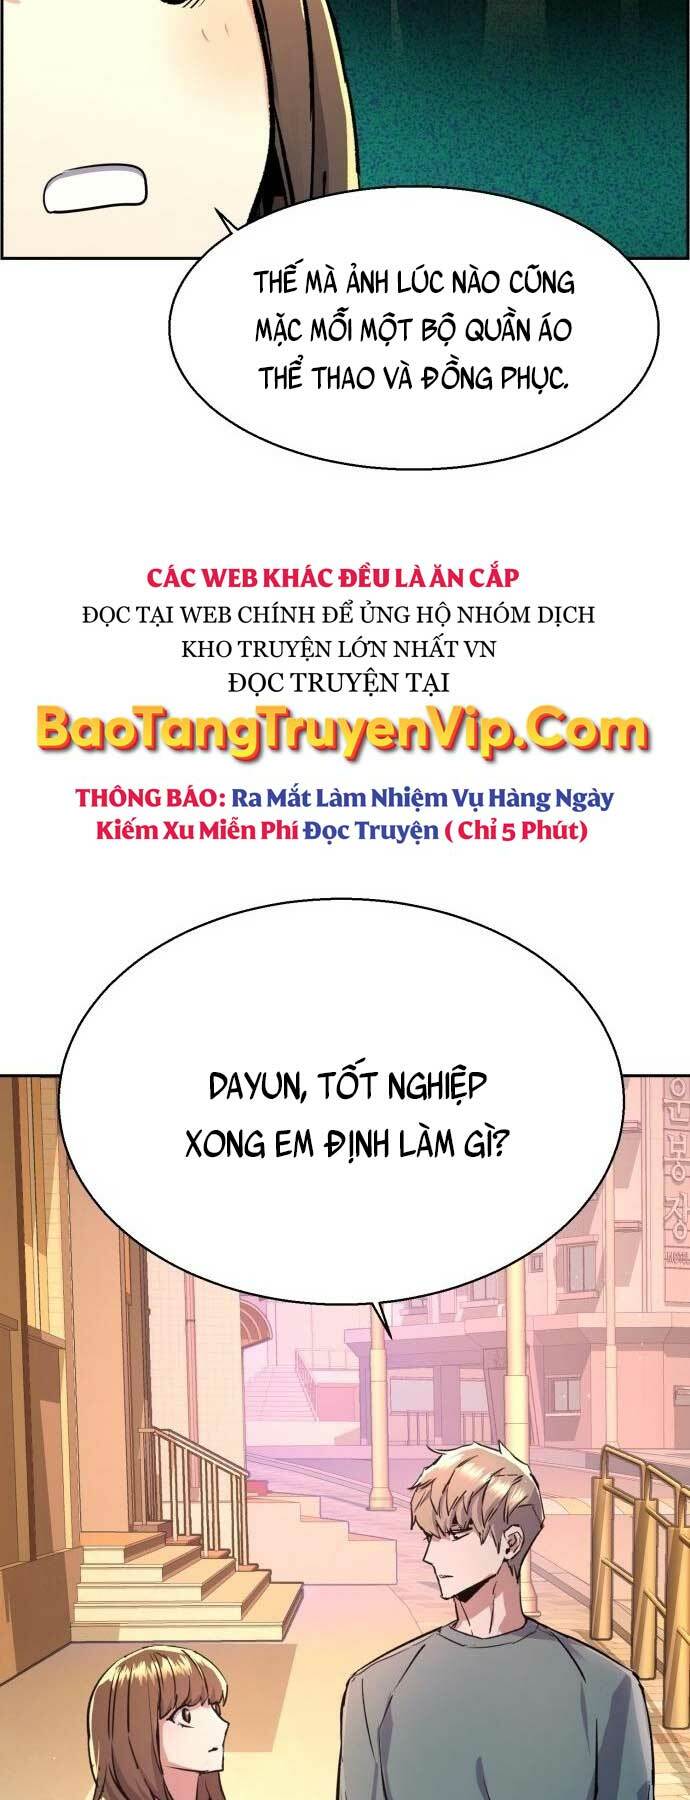 THẾ MÀ ẢNH LÚC NÀO CŨNG
MẶC MỖI MỘT BỘ QUẦN ÁO
THỂ THAO VÀ ĐỒNG PHỤC.
CÁC WEB KHÁC ĐỀU LÀ ĂN CẮP
ĐỌC TẠI WEB CHÍNH ĐỂ ỦNG HỘ NHÓM DỊCH
KHO TRUYỆN LỚN NHẤT VN
ĐỌC TRUYỆN TẠI
BaoTangTruyenVip.Com
THÔNG BÁO: Ra Mắt Làm Nhiệm Vụ Hàng Ngày
Kiếm Xu Miễn Phí Đọc Truyện ( Chỉ 5 Phút)
DAYUN, TỐT NGHIỆP
XONG EM ĐỊNH LÀM GÌ?